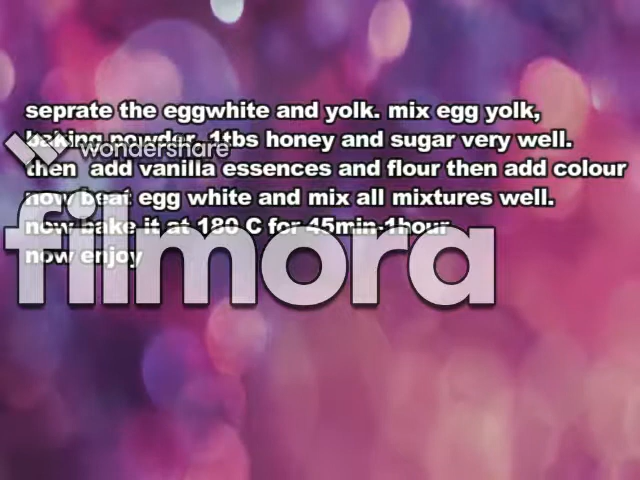 seprate the eggwhite and yolk. mix egg yolk,
baking powder, 1tbs honey and sugar very well.
wondershare
then add vanilla essences and flour then add colour
now beat egg white and mix all mixtures well.
now bake it at 180 C for 45min-1hour
filmora
now enjoy